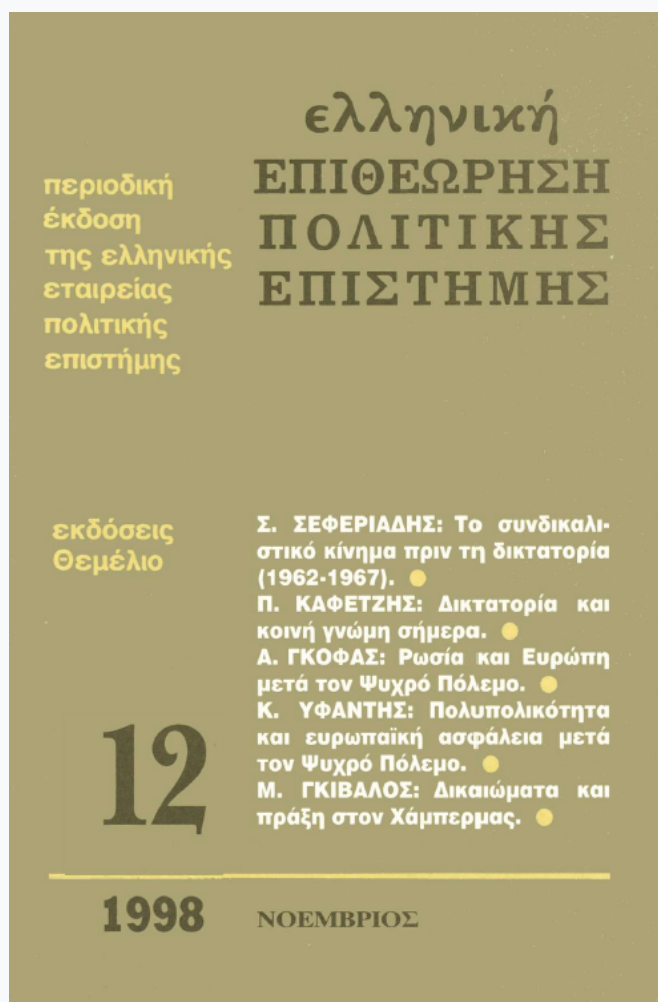 ελληνική
ΕΠΙΘΕΩΡΗΣΗ
ΠΟΛΙΤΙΚΗΣ
ΕΠΙΣΤΗΜΗΣ
περιοδική
έκδοση
της ελληνικής
εταιρείας
πολιτικής
επιστήμης
εκδόσεις
Θεμέλιο
Σ. ΣΕΦΕΡΙΑΔΗΣ: Το συνδικαλι-
στικό κίνημα πριν τη δικτατορία
(1962-1967).
Π. ΚΑΦΕΤΖΗΣ: Δικτατορία και
κοινή γνώμη σήμερα.
Α. ΓΚΟΦΑΣ: Ρωσία και Ευρώπη
μετά τον Ψυχρό Πόλεμο.
Κ. ΥΦΑΝΤΗΣ: Πολυπολικότητα
και ευρωπαϊκή ασφάλεια μετά
τον Ψυχρό Πόλεμο.
Μ. ΓΚΙΒΑΛΟΣ: Δικαιώματα και
πράξη στον Χάμπερμας.
12
1998 ΝΟΕΜΒΡΙΟΣ